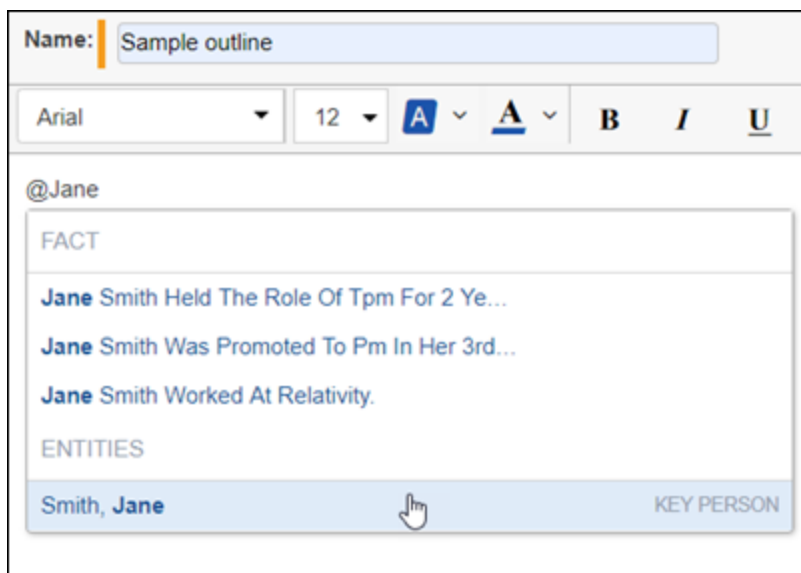 Name: Sample outline
Arial 12 A A B I U
@Jane
FACT
Jane Smith Held The Role Of Tpm For 2 Ye...
Jane Smith Was Promoted To Pm In Her 3rd...
Jane Smith Worked At Relativity.
ENTITIES
Smith, Jane KEY PERSON